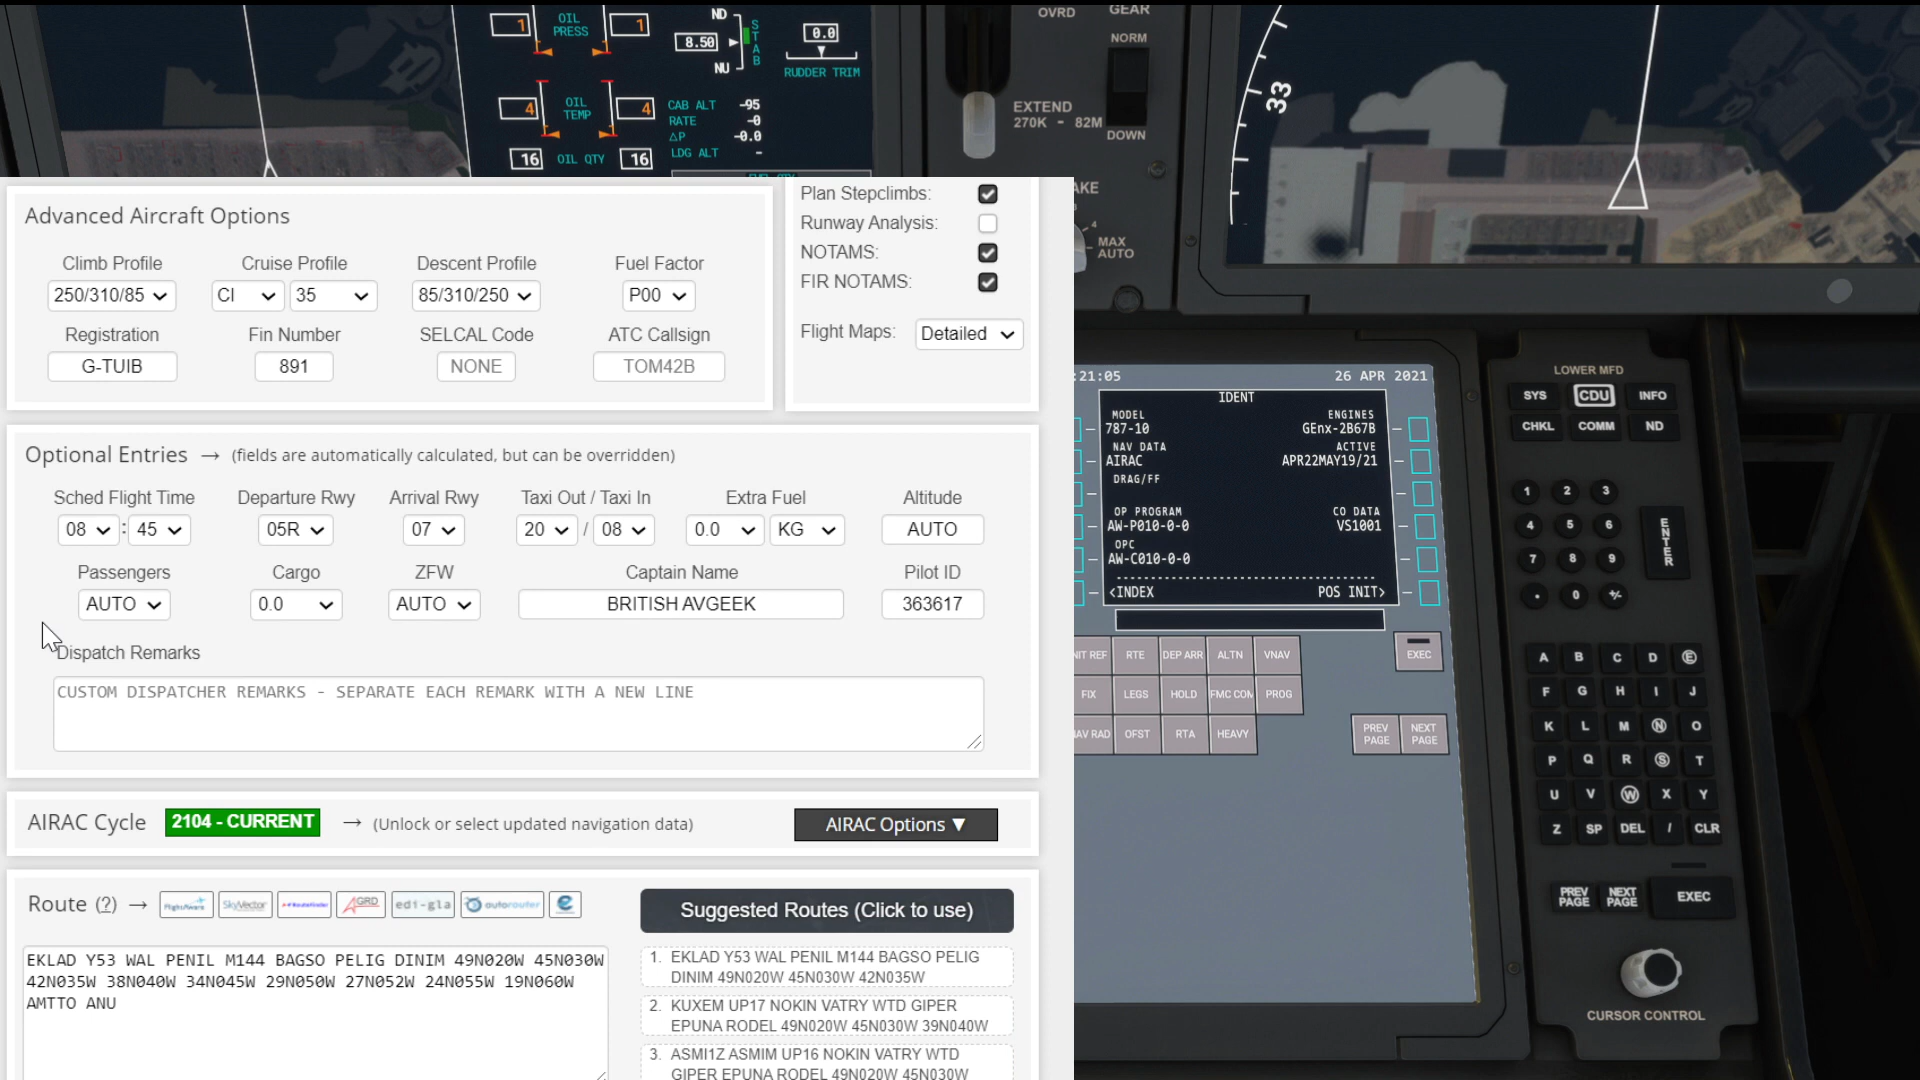 1 OIL PRESS 1
4 OIL TEMP 4
16 OIL QTY 16
ND
8.50
NU
STAB
0.0
RUDDER TRIM
CAB ALT -95
RATE -0
ΔP -0.0
LDG ALT -
OVRD
GEAR
NORM
EXTEND
270K - 82M
DOWN
4
MAX
AUTO
33
Advanced Aircraft Options
Climb Profile Cruise Profile Descent Profile Fuel Factor
250/310/85 CI 35 85/310/250 P00
Registration Fin Number SELCAL Code ATC Callsign
G-TUIB 891 NONE TOM42B
Plan Stepclimbs:
Runway Analysis:
NOTAMS:
FIR NOTAMS:
Flight Maps: Detailed
Optional Entries → (fields are automatically calculated, but can be overridden)
Sched Flight Time Departure Rwy Arrival Rwy Taxi Out / Taxi In Extra Fuel Altitude
08 : 45 05R 07 20 / 08 0.0 KG AUTO
Passengers Cargo ZFW Captain Name Pilot ID
AUTO 0.0 AUTO BRITISH AVGEEK 363617
Dispatch Remarks
CUSTOM DISPATCHER REMARKS - SEPARATE EACH REMARK WITH A NEW LINE
AIRAC Cycle 2104 - CURRENT → (Unlock or select updated navigation data) AIRAC Options ▼
Route (?) → FlightAware SkyVector RouteFinder AGRD edi-gla autorouter
EKLAD Y53 WAL PENIL M144 BAGSO PELIG DINIM 49N020W 45N030W
42N035W 38N040W 34N045W 29N050W 27N052W 24N055W 19N060W
AMTTO ANU
Suggested Routes (Click to use)
1. EKLAD Y53 WAL PENIL M144 BAGSO PELIG
DINIM 49N020W 45N030W 42N035W
2. KUXEM UP17 NOKIN VATRY WTD GIPER
EPUNA RODEL 49N020W 45N030W 39N040W
3. ASMI1Z ASMIM UP16 NOKIN VATRY WTD
GIPER EPUNA RODEL 49N020W 45N030W
:21:05 26 APR 2021
IDENT
MODEL ENGINES
787-10 GEnx-2B67B
NAV DATA ACTIVE
AIRAC APR22MAY19/21
DRAG/FF
OP PROGRAM CO DATA
AW-P010-0-0 VS1001
OPC
AW-C010-0-0
<INDEX POS INIT>
RTE DEP ARR ALTN VNAV EXEC
FIX LEGS HOLD FMC COM PROG
OFST RTA HEAVY PREV PAGE NEXT PAGE
LOWER MFD
SYS CDU INFO
CHKL COMM ND
1 2 3
4 5 6
7 8 9
. 0 +/-
ENTER
A B C D E
F G H I J
K L M N O
P Q R S T
U V W X Y
Z SP DEL / CLR
PREV PAGE NEXT PAGE EXEC
CURSOR CONTROL